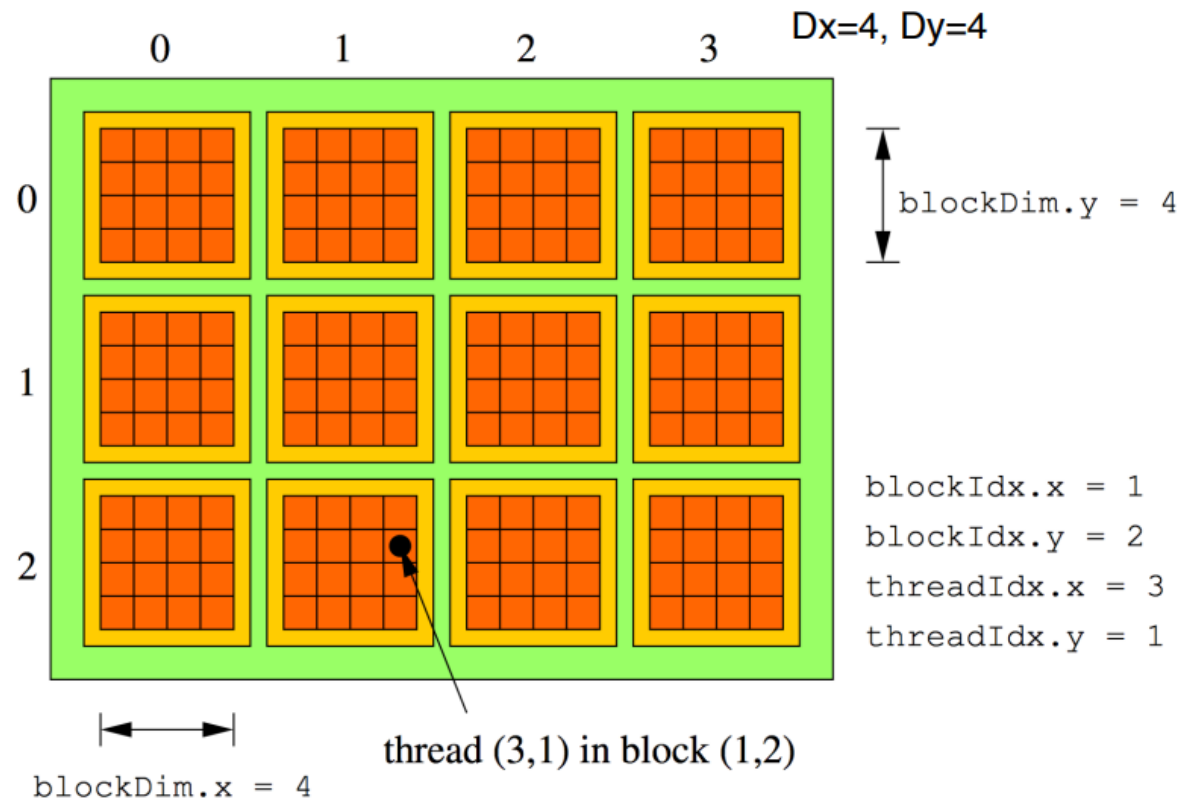 Dx=4, Dy=4
0 1 2 3
0
blockDim.y = 4
1
blockIdx.x = 1
blockIdx.y = 2
2
threadIdx.x = 3
threadIdx.y = 1
thread (3,1) in block (1,2)
blockDim.x = 4